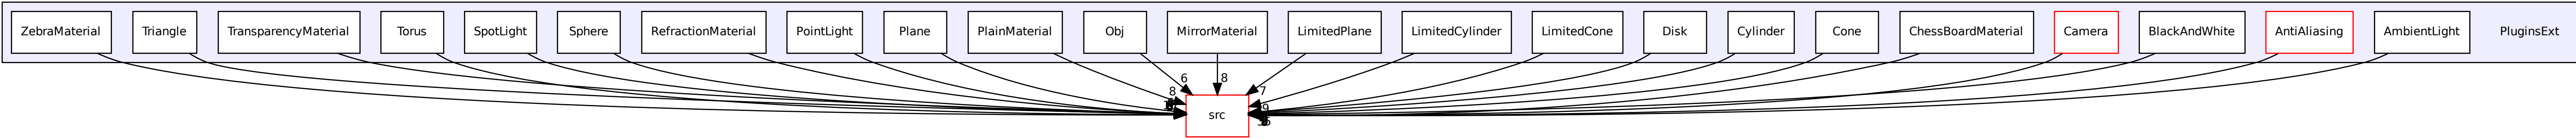 ZebraMaterial
Triangle
TransparencyMaterial
Torus
SpotLight
Sphere
RefractionMaterial
PointLight
Plane
PlainMaterial
Obj
MirrorMaterial
LimitedPlane
LimitedCylinder
LimitedCone
Disk
Cylinder
Cone
ChessBoardMaterial
Camera
BlackAndWhite
AntiAliasing
AmbientLight
PluginsExt
6
8
8
7
src